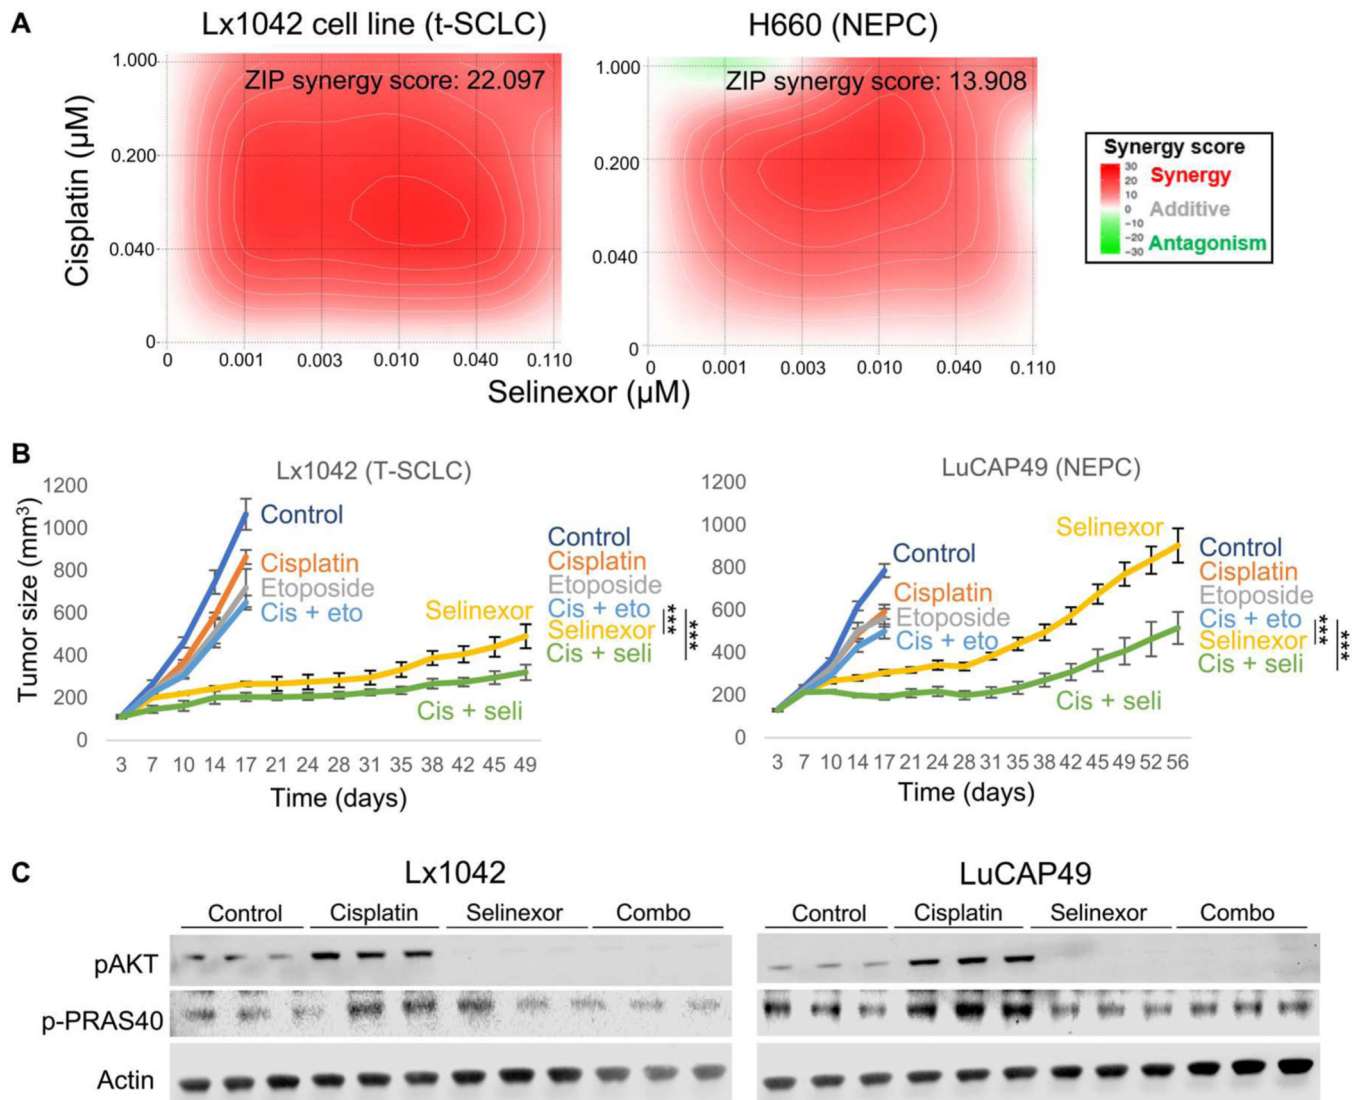 A
Lx1042 cell line (t-SCLC)
H660 (NEPC)
Cisplatin (µM)
1.000
0.200
0.040
0
ZIP synergy score: 22.097
0 0.001 0.003 0.010 0.040 0.110
1.000
0.200
0.040
0
ZIP synergy score: 13.908
0 0.001 0.003 0.010 0.040 0.110
Selinexor (µM)
Synergy score
30
20
10
0
-10
-20
-30
Synergy
Additive
Antagonism
B
Lx1042 (T-SCLC)
Tumor size (mm³)
1200
1000
800
600
400
200
0
Control
Cisplatin
Etoposide
Cis + eto
Selinexor
Cis + seli
3 7 10 14 17 21 24 28 31 35 38 42 45 49
Time (days)
Control
Cisplatin
Etoposide
Cis + eto
Selinexor
Cis + seli
***
***
LuCAP49 (NEPC)
1200
1000
800
600
400
200
0
Control
Cisplatin
Etoposide
Cis + eto
Selinexor
Cis + seli
3 7 10 14 17 21 24 28 31 35 38 42 45 49 52 56
Time (days)
Control
Cisplatin
Etoposide
Cis + eto
Selinexor
Cis + seli
***
***
C
Lx1042
LuCAP49
Control Cisplatin Selinexor Combo
Control Cisplatin Selinexor Combo
pAKT
p-PRAS40
Actin